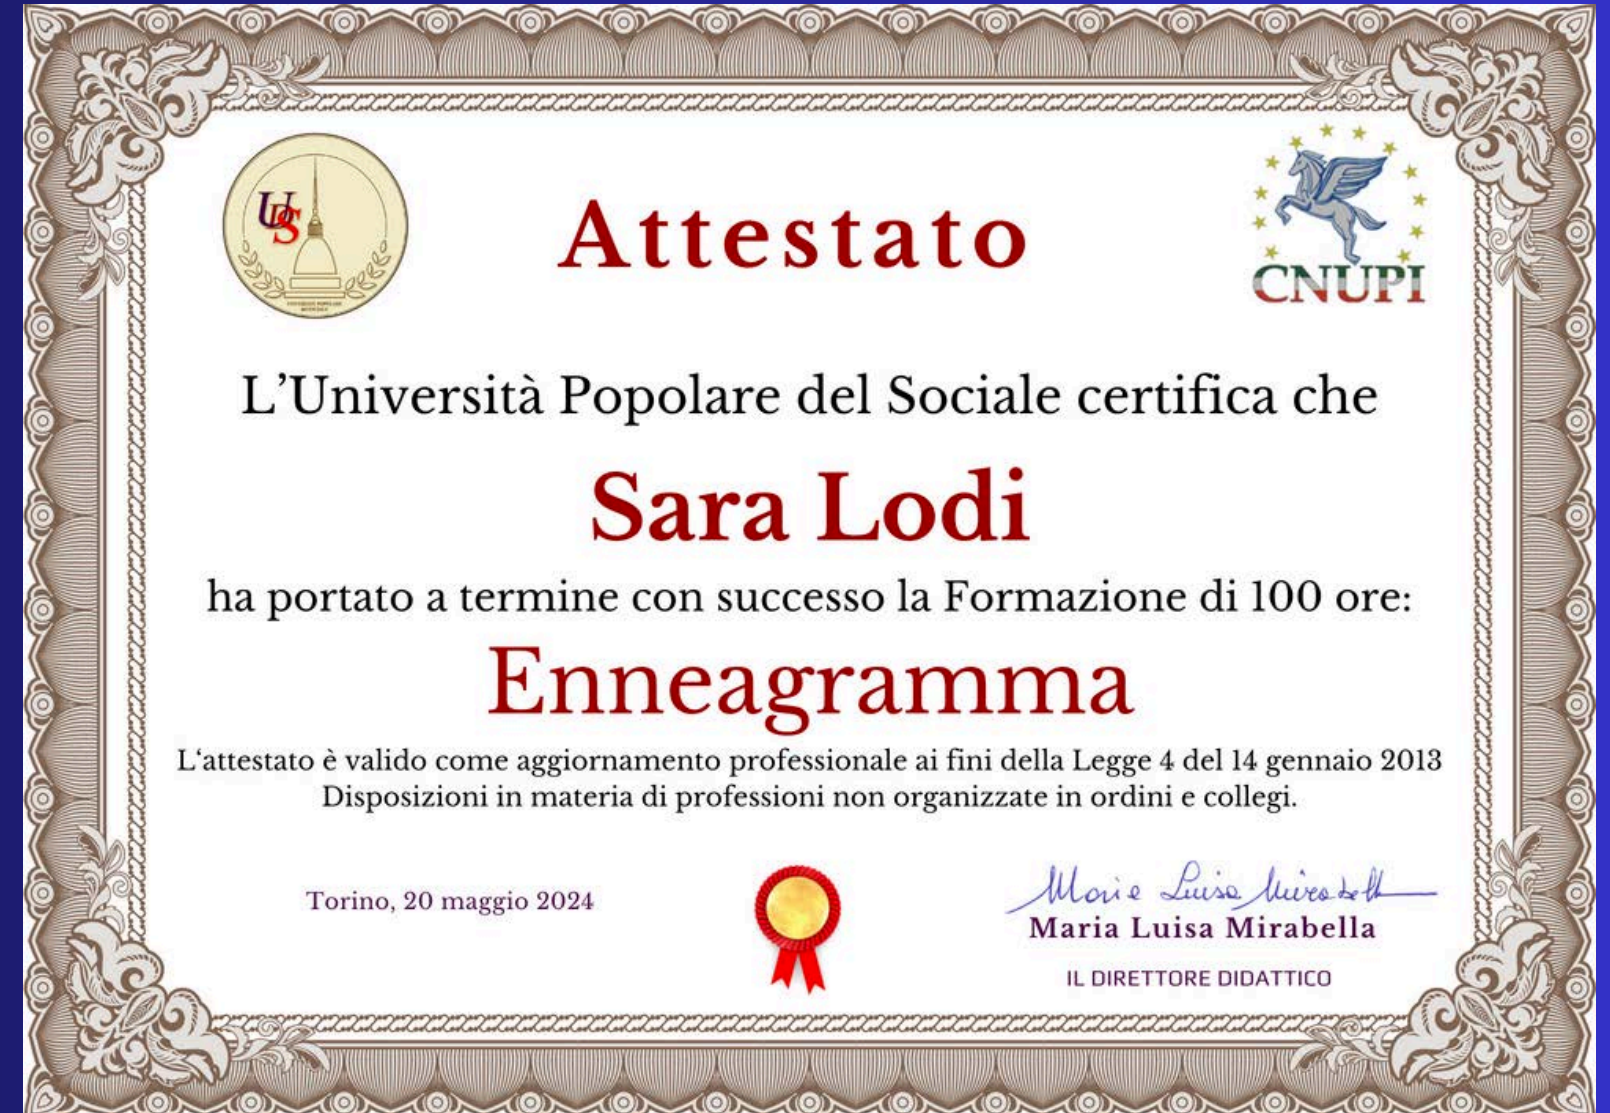 UPS
UNIVERSITÀ POPOLARE
Attestato
CNUPI
L’Università Popolare del Sociale certifica che
Sara Lodi
ha portato a termine con successo la Formazione di 100 ore:
Enneagramma
L‘attestato è valido come aggiornamento professionale ai fini della Legge 4 del 14 gennaio 2013
Disposizioni in materia di professioni non organizzate in ordini e collegi.
Torino, 20 maggio 2024
Maria Luisa Mirabella
Maria Luisa Mirabella
IL DIRETTORE DIDATTICO